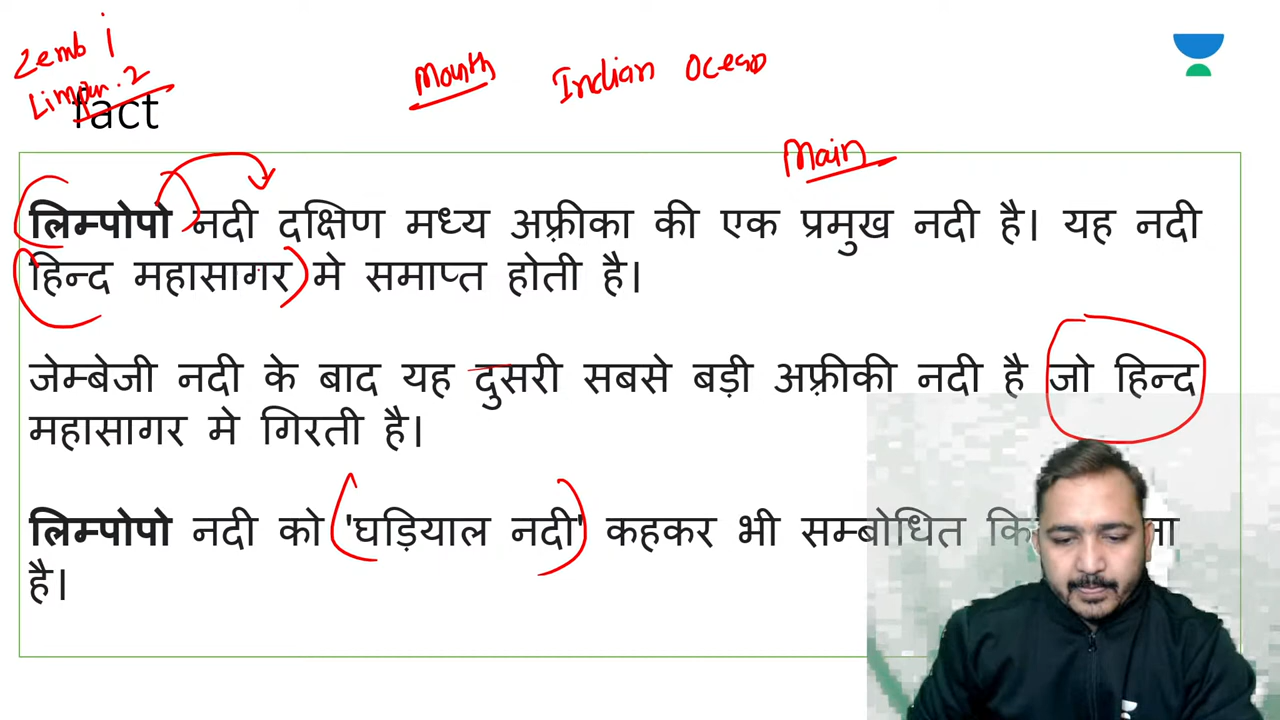 Zemb 1
Limpo. 2
Mouth Indian Ocean
fact
Main
लिम्पोपो नदी दक्षिण मध्य अफ़्रीका की एक प्रमुख नदी है। यह नदी
हिन्द महासागर मे समाप्त होती है।
जेम्बेजी नदी के बाद यह दुसरी सबसे बड़ी अफ़्रीकी नदी है जो हिन्द
महासागर मे गिरती है।
लिम्पोपो नदी को 'घड़ियाल नदी' कहकर भी सम्बोधित
है।